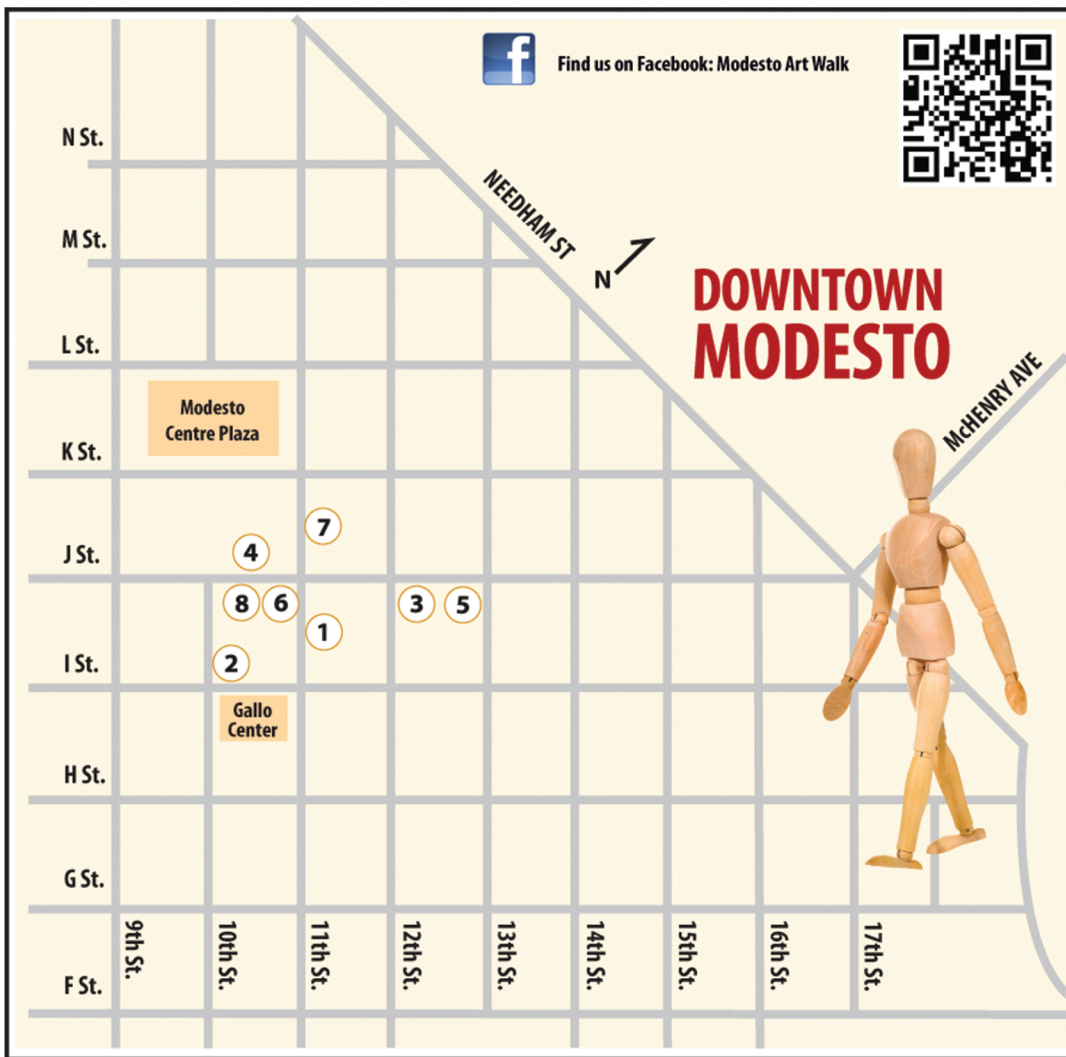 f
Find us on Facebook: Modesto Art Walk
N St.
NEEDHAM ST
M St.
N
DOWNTOWN
MODESTO
L St.
McHENRY AVE
Modesto
Centre Plaza
K St.
7
J St.
4
8
6
3
5
1
I St.
2
Gallo
Center
H St.
G St.
9th St.
10th St.
11th St.
12th St.
13th St.
14th St.
15th St.
16th St.
17th St.
F St.